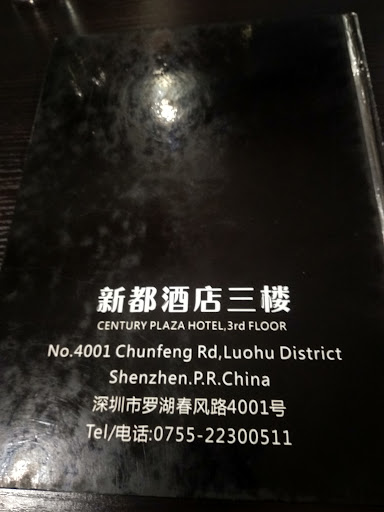 新都酒店三楼
CENTURY PLAZA HOTEL,3rd FLOOR
No.4001 Chunfeng Rd,Luohu District
Shenzhen.P.R.China
深圳市罗湖春风路4001号
Tel/电话:0755-22300511